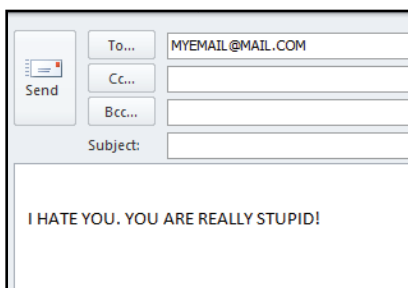 To...
MYEMAIL@MAIL.COM
Send
Cc...
Bcc...
Subject:
I HATE YOU. YOU ARE REALLY STUPID!